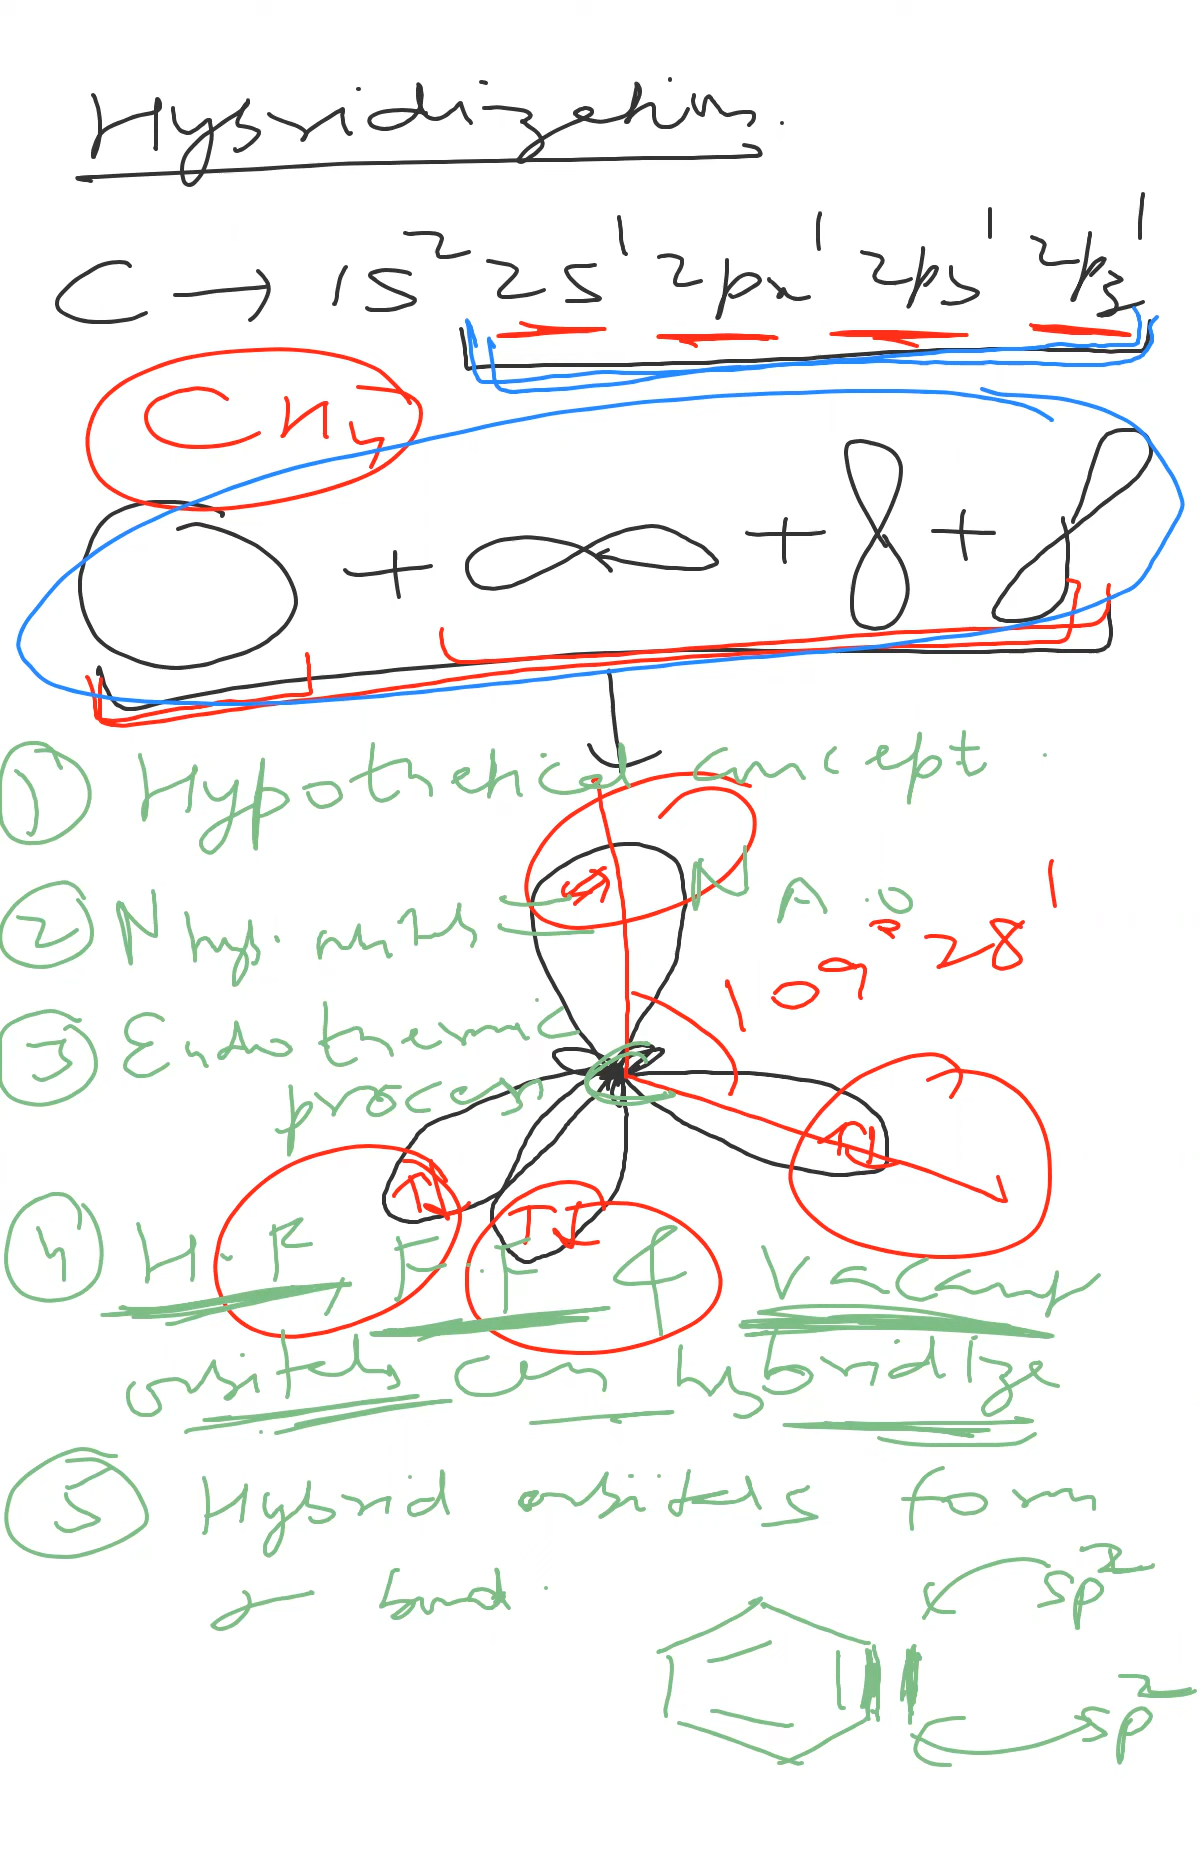 Hybridization.
C → 1s² 2s¹ 2px¹ 2py¹ 2pz¹
CH4
+ + +
① Hypothetical concept.
② N hyb. orbitals = N A.O
109° 28'
③ Endothermic
process
④ H.F, F.F & Vacant
orbitals can hybridize
⑤ Hybrid orbitals form
σ- bond.
sp²
sp²